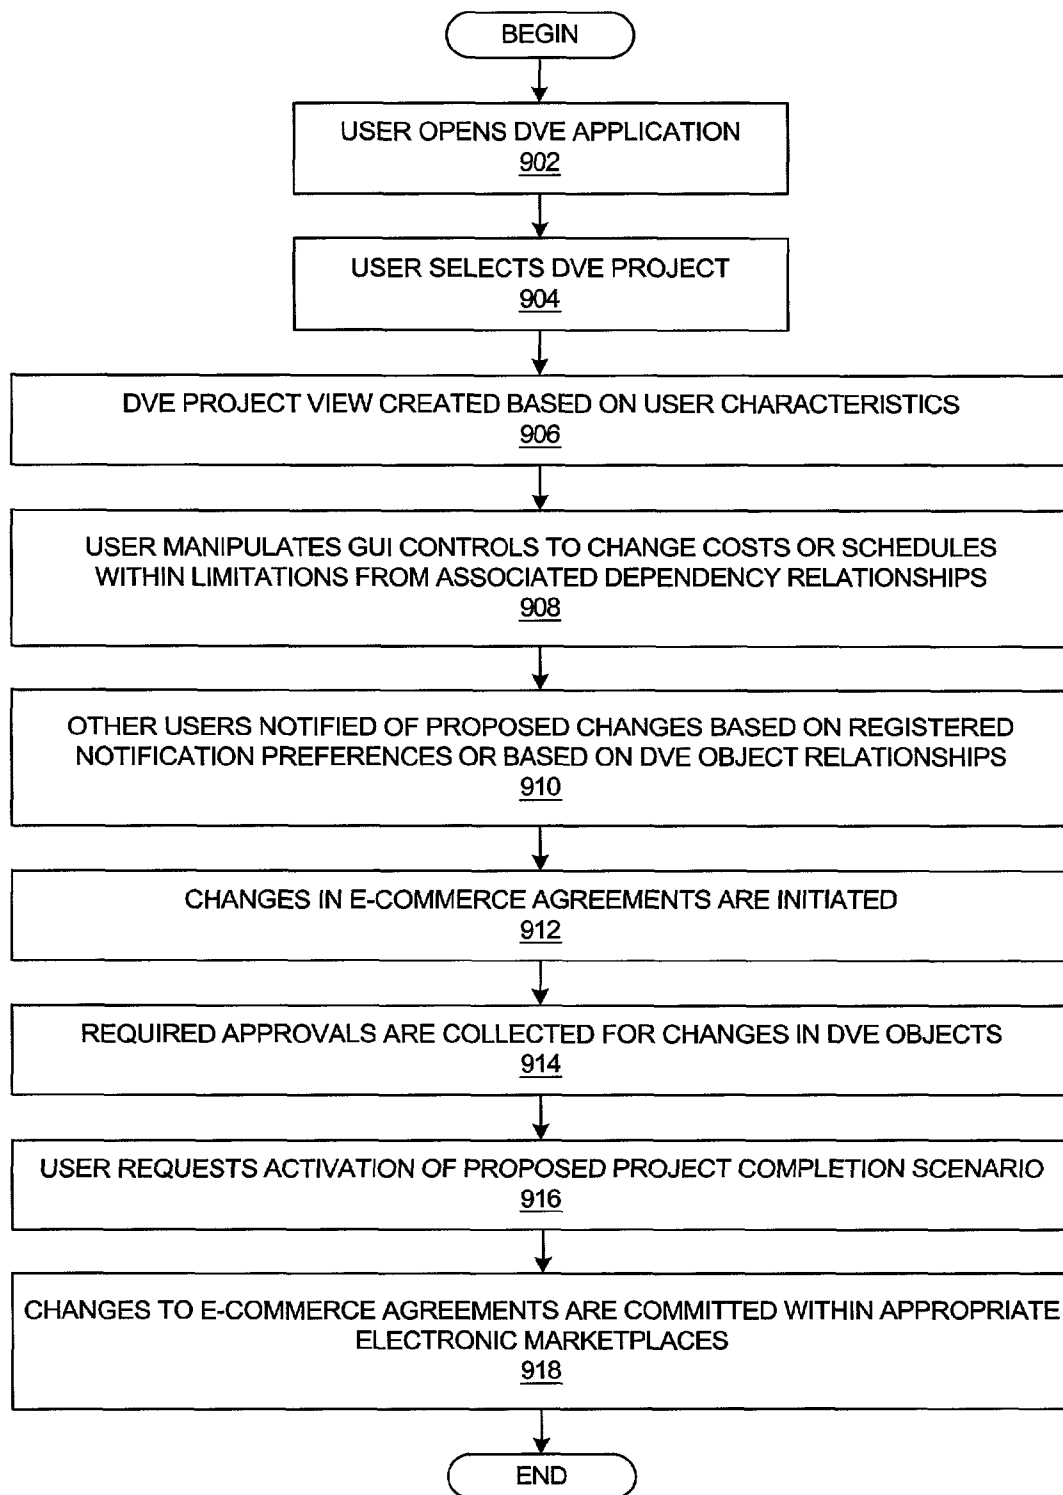 BEGIN
USER OPENS DVE APPLICATION
902
USER SELECTS DVE PROJECT
904
DVE PROJECT VIEW CREATED BASED ON USER CHARACTERISTICS
906
USER MANIPULATES GUI CONTROLS TO CHANGE COSTS OR SCHEDULES
WITHIN LIMITATIONS FROM ASSOCIATED DEPENDENCY RELATIONSHIPS
908
OTHER USERS NOTIFIED OF PROPOSED CHANGES BASED ON REGISTERED
NOTIFICATION PREFERENCES OR BASED ON DVE OBJECT RELATIONSHIPS
910
CHANGES IN E-COMMERCE AGREEMENTS ARE INITIATED
912
REQUIRED APPROVALS ARE COLLECTED FOR CHANGES IN DVE OBJECTS
914
USER REQUESTS ACTIVATION OF PROPOSED PROJECT COMPLETION SCENARIO
916
CHANGES TO E-COMMERCE AGREEMENTS ARE COMMITTED WITHIN APPROPRIATE
ELECTRONIC MARKETPLACES
918
END